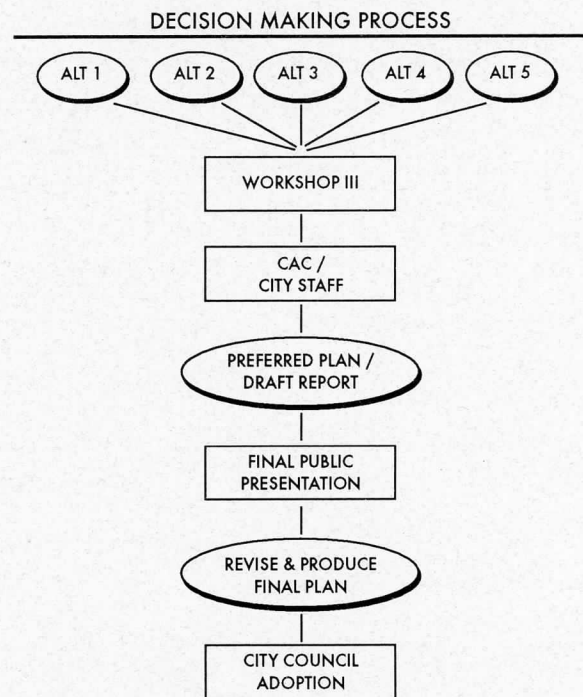 DECISION MAKING PROCESS
ALT 1 ALT 2 ALT 3 ALT 4 ALT 5
WORKSHOP III
CAC /
CITY STAFF
PREFERRED PLAN /
DRAFT REPORT
FINAL PUBLIC
PRESENTATION
REVISE & PRODUCE
FINAL PLAN
CITY COUNCIL
ADOPTION